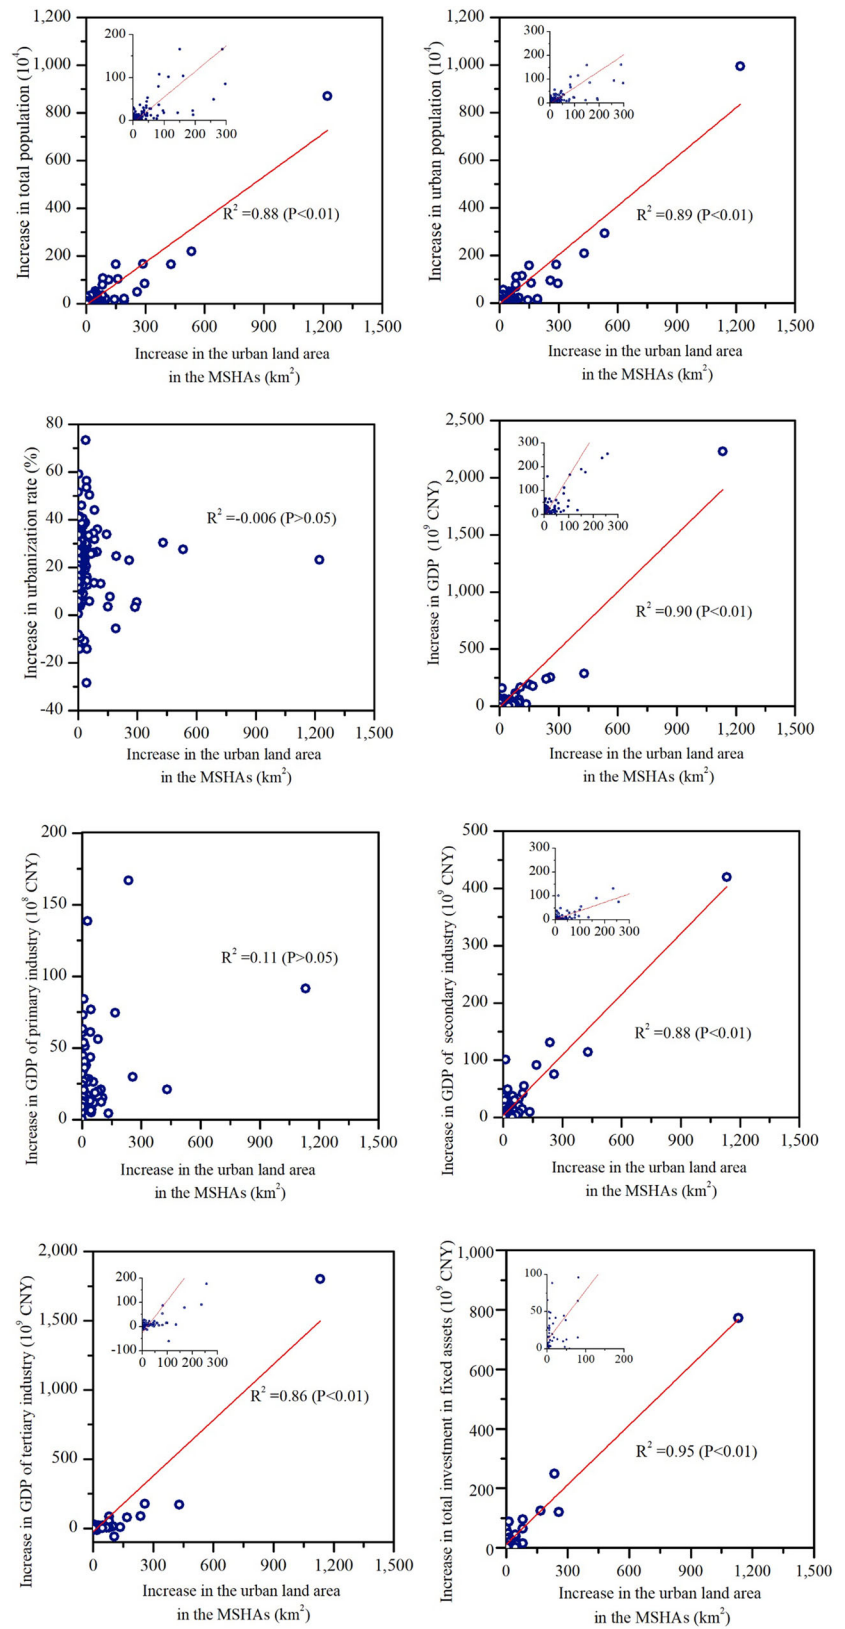 1,200
1,000
800
600
400
200
0
Increase in total population (10⁴)
200
100
0
0 100 200 300
R² =0.88 (P<0.01)
0 300 600 900 1,200 1,500
Increase in the urban land area
in the MSHAs (km²)
1,200
1,000
800
600
400
200
0
Increase in urban population (10⁴)
300
200
100
0
0 100 200 300
R² =0.89 (P<0.01)
0 300 600 900 1,200 1,500
Increase in the urban land area
in the MSHAs (km²)
80
60
40
20
0
-20
-40
Increase in urbanization rate (%)
R² =-0.006 (P>0.05)
0 300 600 900 1,200 1,500
Increase in the urban land area
in the MSHAs (km²)
2,500
2,000
1,500
1,000
500
0
Increase in GDP (10⁹ CNY)
300
200
100
0
0 100 200 300
R² =0.90 (P<0.01)
0 300 600 900 1,200 1,500
Increase in the urban land area
in the MSHAs (km²)
200
150
100
50
0
Increase in GDP of primary industry (10⁸ CNY)
R² =0.11 (P>0.05)
0 300 600 900 1,200 1,500
Increase in the urban land area
in the MSHAs (km²)
500
400
300
200
100
0
Increase in GDP of secondary industry (10⁹ CNY)
300
200
100
0
0 100 200 300
R² =0.88 (P<0.01)
0 300 600 900 1,200 1,500
Increase in the urban land area
in the MSHAs (km²)
2,000
1,500
1,000
500
0
Increase in GDP of tertiary industry (10⁹ CNY)
200
100
0
-100
0 100 200 300
R² =0.86 (P<0.01)
0 300 600 900 1,200 1,500
Increase in the urban land area
in the MSHAs (km²)
1,000
800
600
400
200
0
Increase in total investment in fixed assets (10⁹ CNY)
100
50
0
0 100 200
R² =0.95 (P<0.01)
0 300 600 900 1,200 1,500
Increase in the urban land area
in the MSHAs (km²)